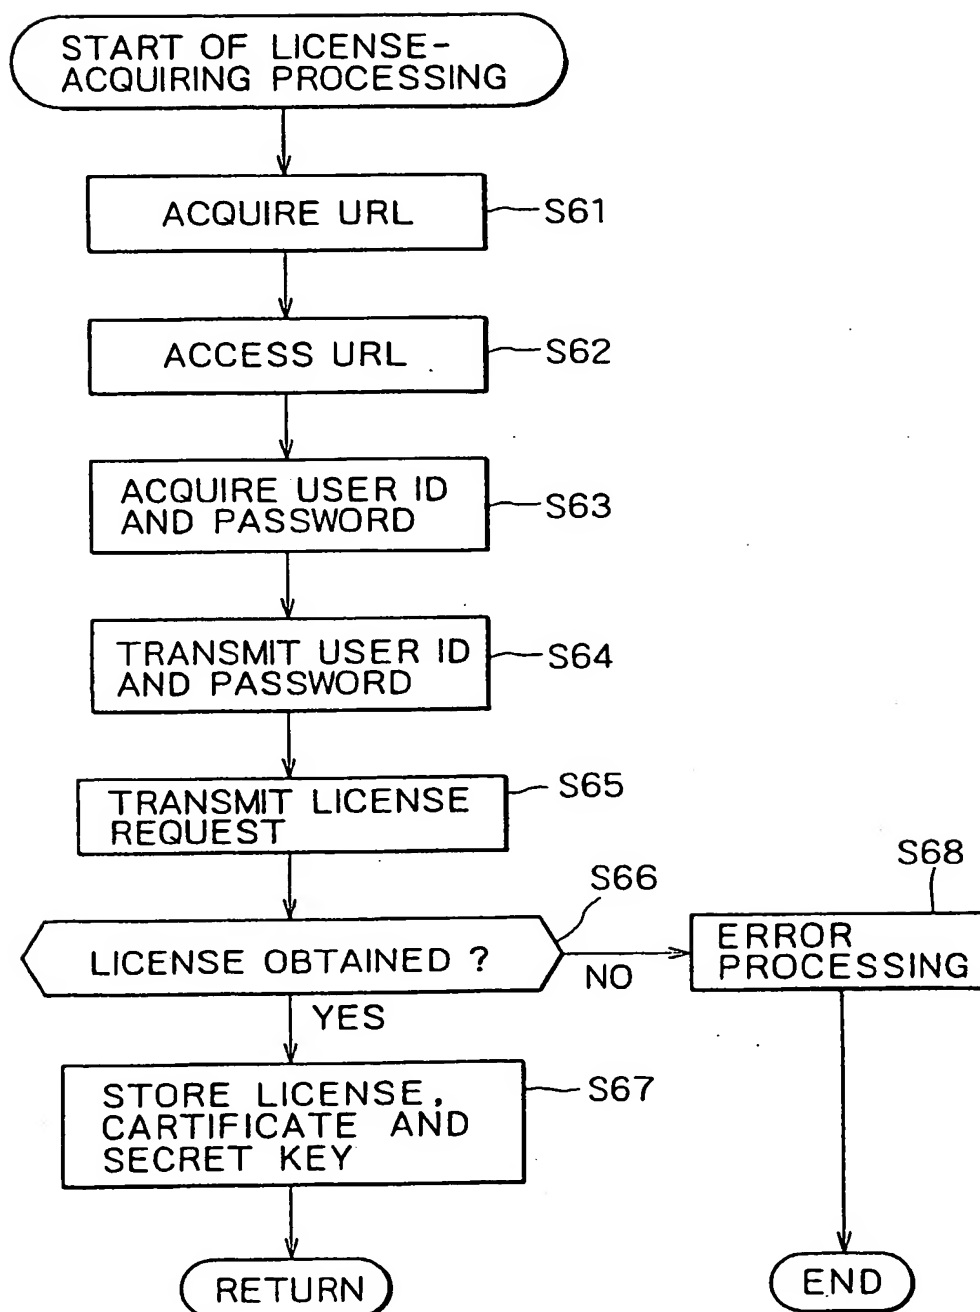 START OF LICENSE-
ACQUIRING PROCESSING
ACQUIRE URL
S61
ACCESS URL
S62
ACQUIRE USER ID
AND PASSWORD
S63
TRANSMIT USER ID
AND PASSWORD
S64
TRANSMIT LICENSE
REQUEST
S65
LICENSE OBTAINED ?
S66
NO
ERROR
PROCESSING
S68
YES
STORE LICENSE,
CARTIFICATE AND
SECRET KEY
S67
RETURN
END